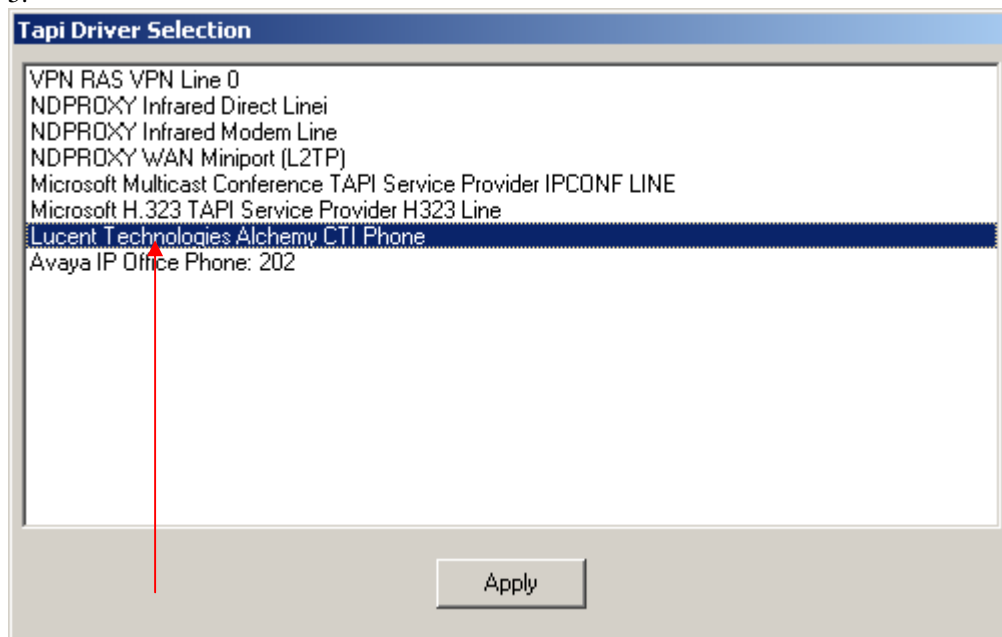 Tapi Driver Selection
VPN RAS VPN Line 0
NDPROXY Infrared Direct Linei
NDPROXY Infrared Modem Line
NDPROXY WAN Miniport (L2TP)
Microsoft Multicast Conference TAPI Service Provider IPCONF LINE
Microsoft H.323 TAPI Service Provider H323 Line
Lucent Technologies Alchemy CTI Phone
Avaya IP Office Phone: 202
Apply